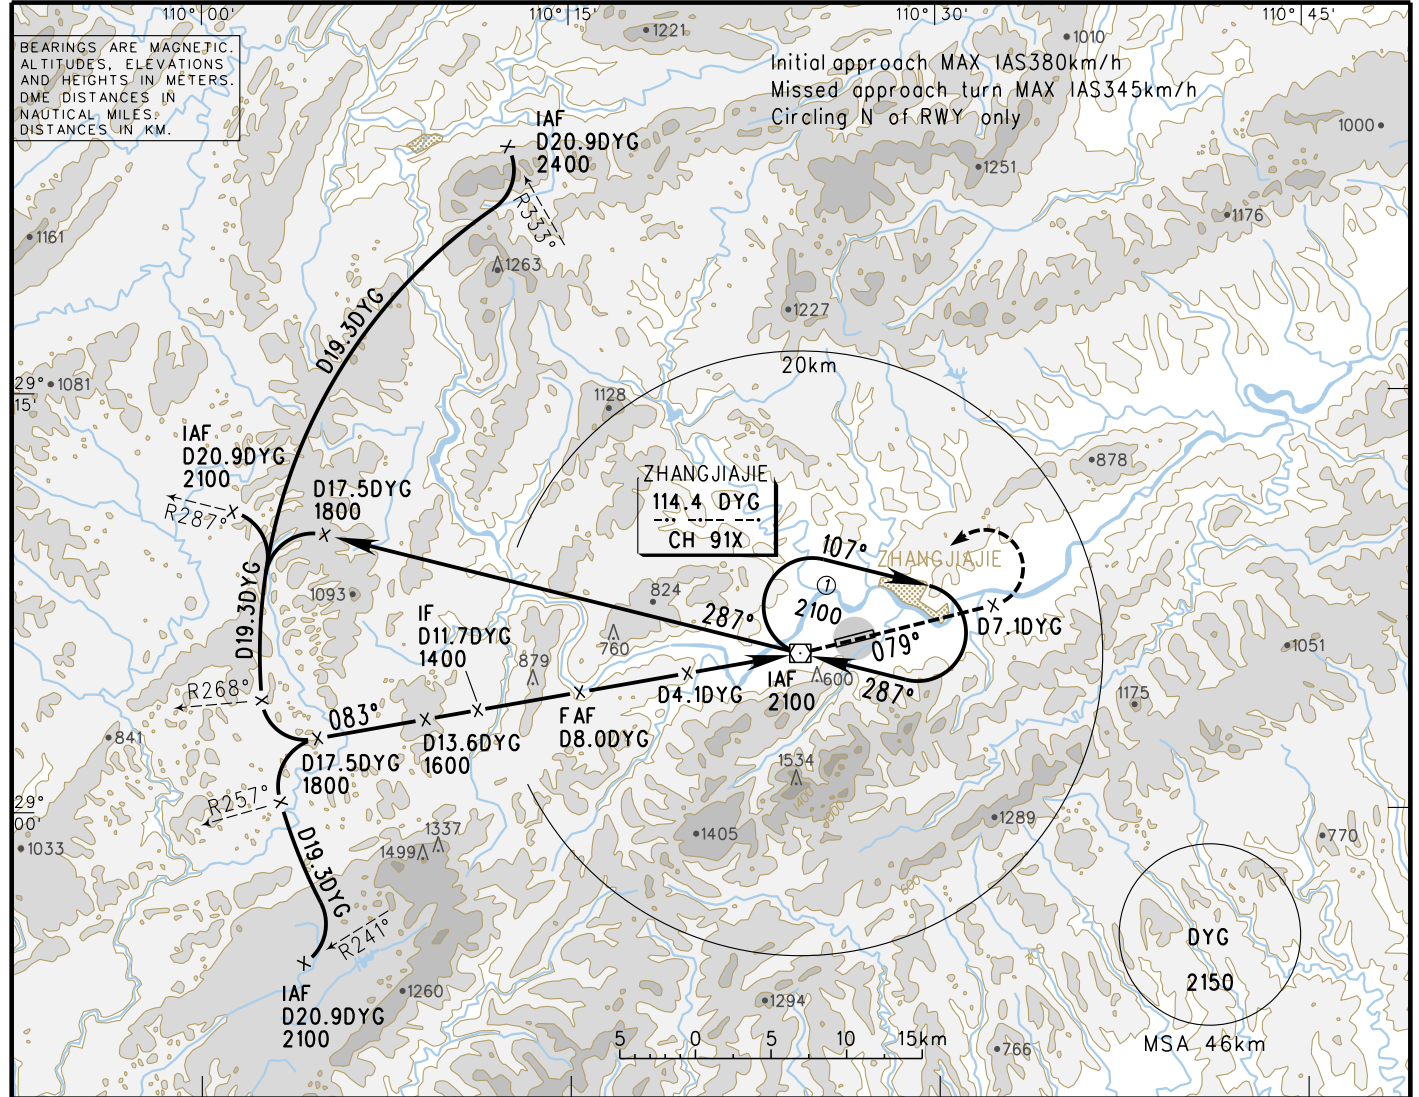 110° 00'
110° 15'
110° 30'
110° 45'
BEARINGS ARE MAGNETIC.
ALTITUDES, ELEVATIONS
AND HEIGHTS IN METERS.
DME DISTANCES IN
NAUTICAL MILES.
DISTANCES IN KM.
1221
1010
Initial approach MAX IAS380km/h
Missed approach turn MAX IAS345km/h
Circling N of RWY only
IAF
D20.9DYG
2400
R333°
1000
1251
1176
1161
1263
1227
D19.3DYG
20km
29°
15'
1081
1128
IAF
D20.9DYG
2100
R287°
D17.5DYG
1800
ZHANGJIAJIE
114.4 DYG
CH 91X
878
107°
ZHANGJIAJIE
1
2100
D19.3DYG
1093
824
287°
760
IF
D11.7DYG
1400
879
D7.1DYG
079°
1051
600
287°
IAF
2100
D4.1DYG
1175
R268°
083°
FAF
D8.0DYG
D13.6DYG
1600
D17.5DYG
1800
841
1534
1400
R257°
29°
00'
1033
D19.3DYG
1337
1499
1405
1289
770
600
R241°
IAF
D20.9DYG
2100
1260
1294
DYG
2150
MSA 46km
5 0 5 10 15km
766